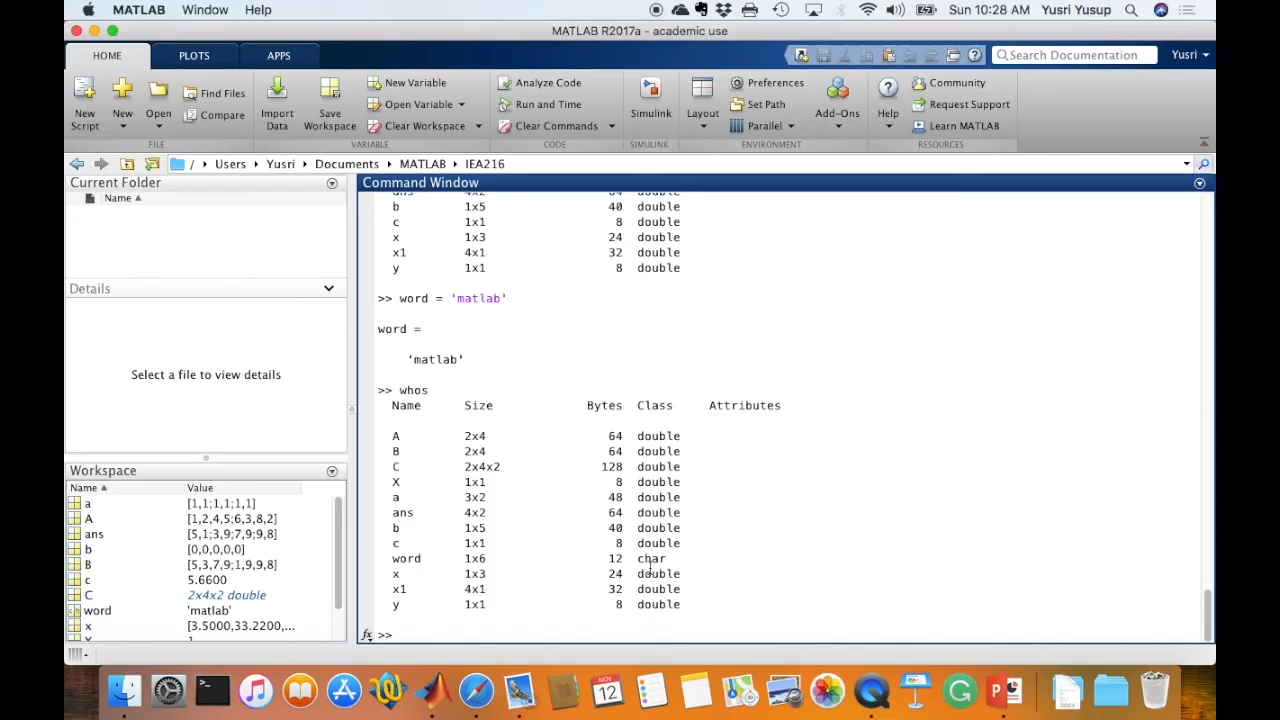 MATLAB Window Help Sun 10:28 AM Yusri Yusup
MATLAB R2017a - academic use
HOME PLOTS APPS Search Documentation Yusri
New Script New Open Find Files Compare FILE
Import Data Save Workspace New Variable Open Variable Clear Workspace VARIABLE
Analyze Code Run and Time Clear Commands CODE
Simulink SIMULINK
Layout Preferences Set Path Parallel Add-Ons ENVIRONMENT
Help Community Request Support Learn MATLAB RESOURCES
/ Users Yusri Documents MATLAB IEA216
Current Folder
Name
Details
Select a file to view details
Workspace
Name Value
a [1,1;1,1;1,1]
A [1,2,4,5;6,3,8,2]
ans [5,1;3,9;7,9;9,8]
b [0,0,0,0,0]
B [5,3,7,9;1,9,9,8]
c 5.6600
C 2x4x2 double
word 'matlab'
x [3.5000,33.2200,...
Command Window
ans 4x2 64 double
b 1x5 40 double
c 1x1 8 double
x 1x3 24 double
x1 4x1 32 double
y 1x1 8 double
>> word = 'matlab'
word =
'matlab'
>> whos
Name Size Bytes Class Attributes
A 2x4 64 double
B 2x4 64 double
C 2x4x2 128 double
X 1x1 8 double
a 3x2 48 double
ans 4x2 64 double
b 1x5 40 double
c 1x1 8 double
word 1x6 12 char
x 1x3 24 double
x1 4x1 32 double
y 1x1 8 double
fx >>
NOV 12